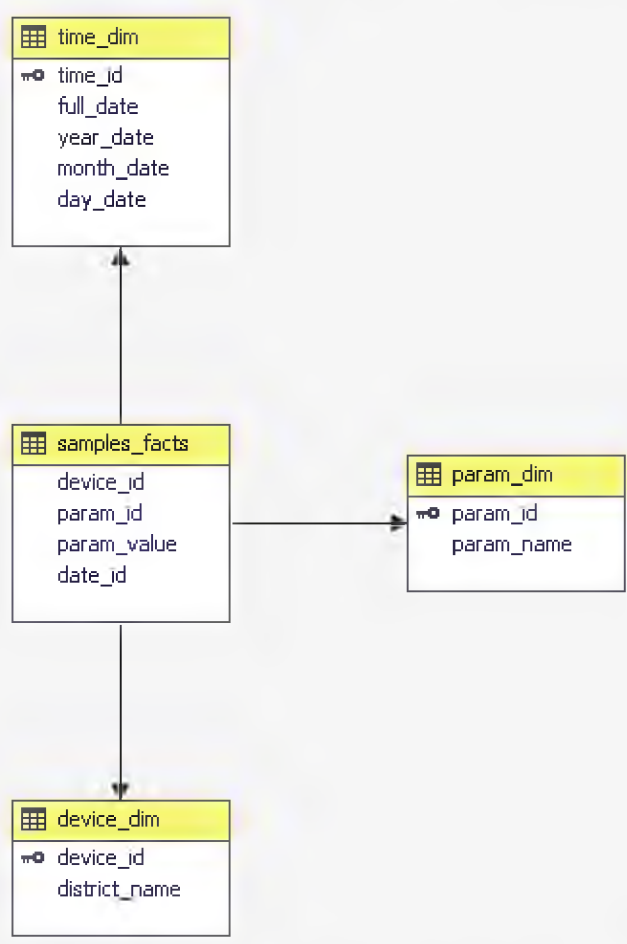 time_dim
time_id
full_date
year_date
month_date
day_date
samples_facts
device_id
param_id
param_value
date_id
param_dim
param_id
param_name
device_dim
device_id
district_name